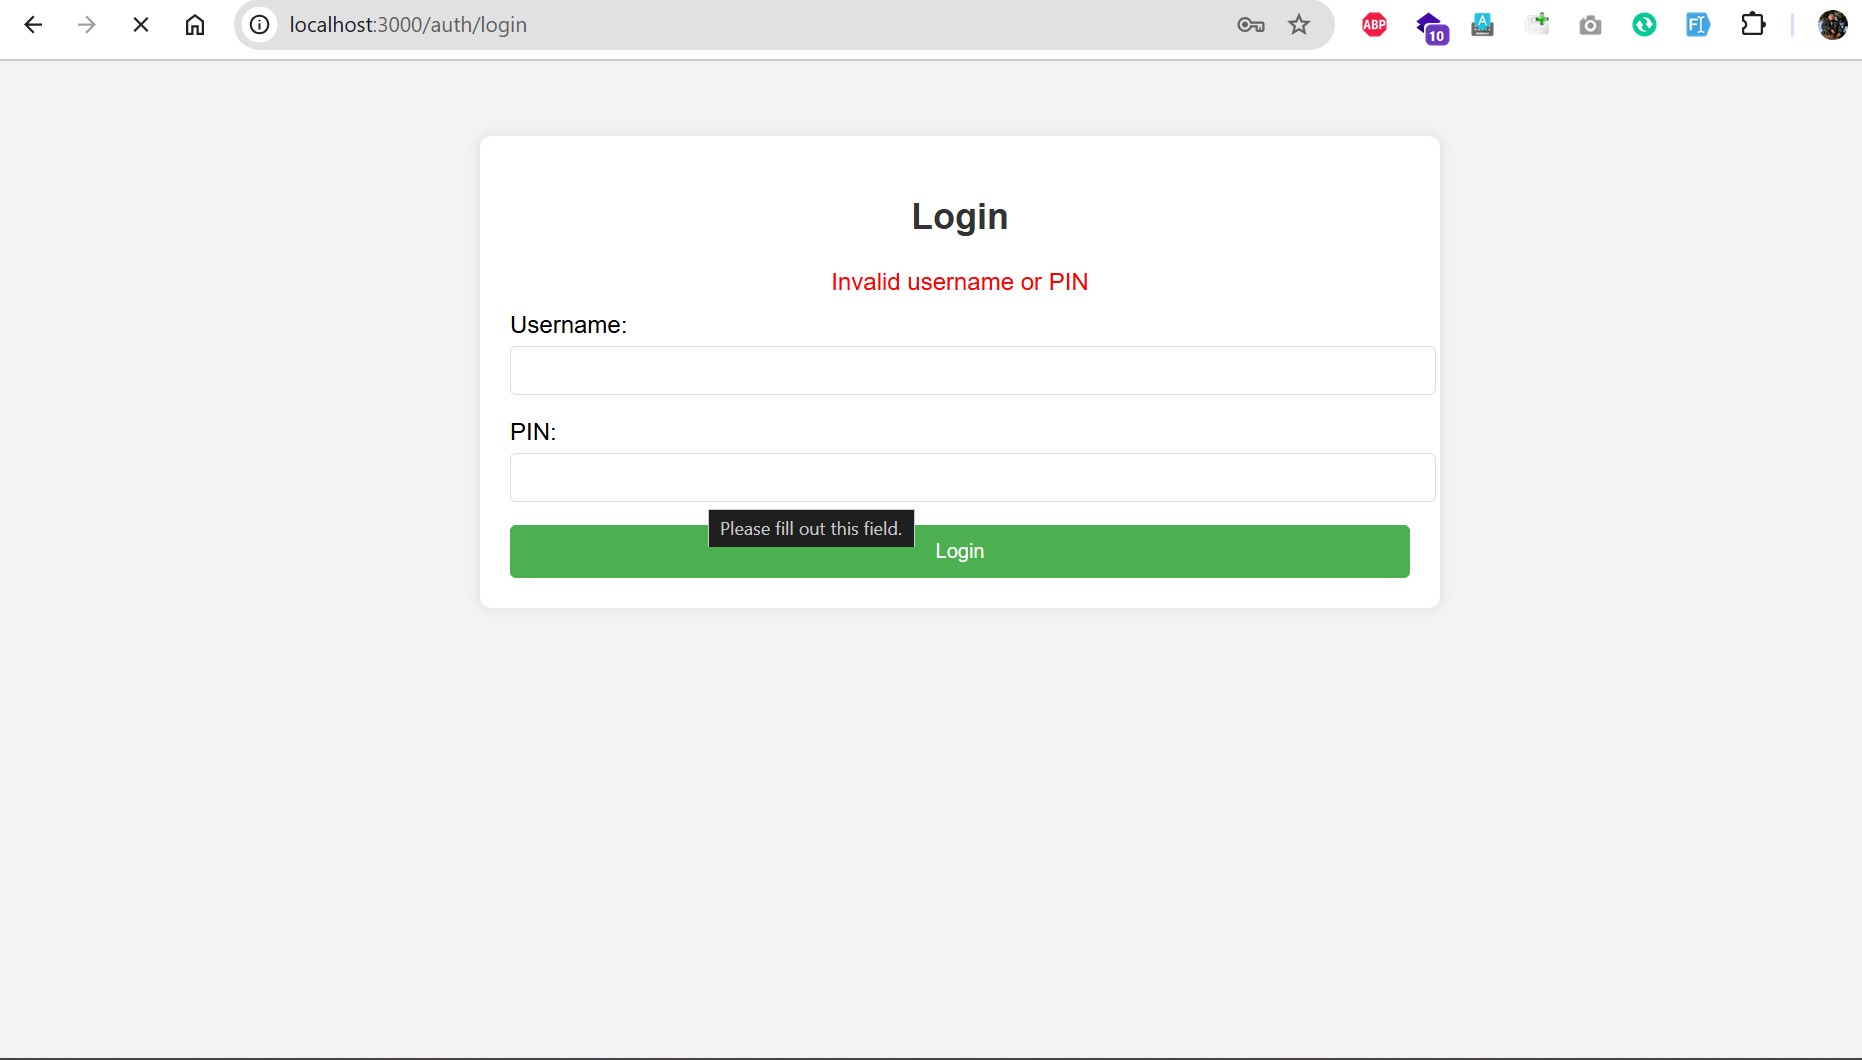 localhost:3000/auth/login
ABP
10
A
FI
Login
Invalid username or PIN
Username:
PIN:
Please fill out this field.
Login